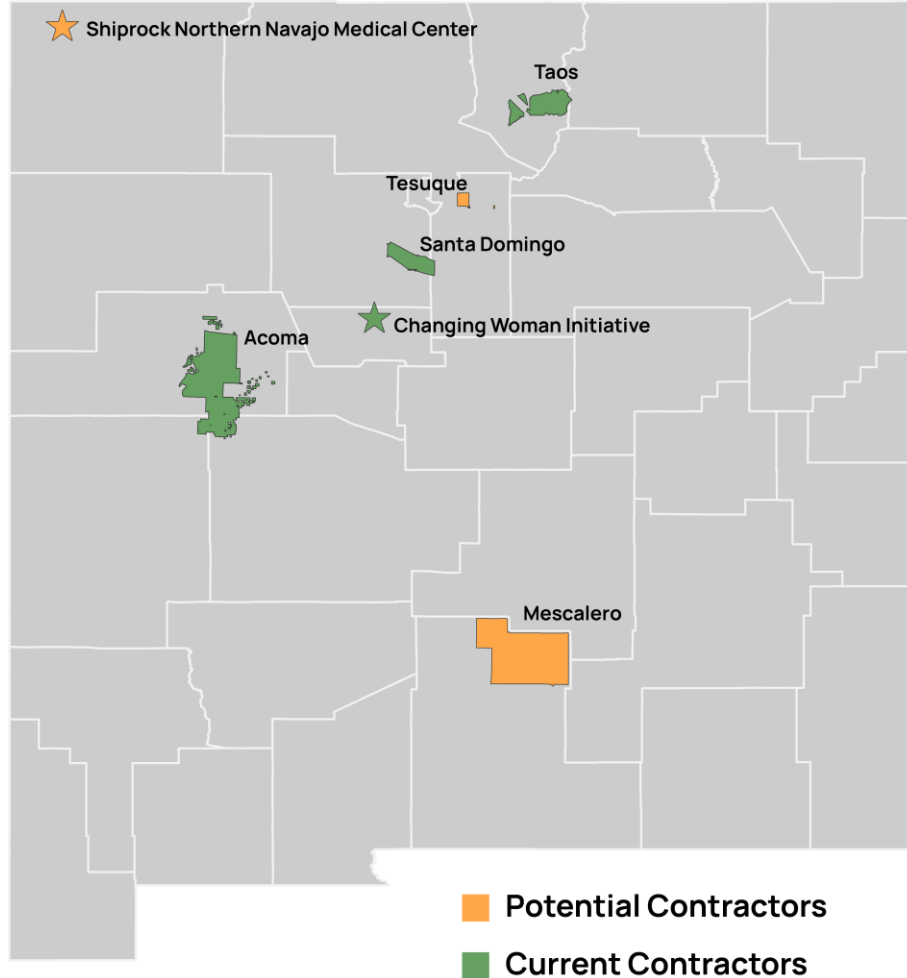 Shiprock Northern Navajo Medical Center
Taos
Tesuque
Santa Domingo
Changing Woman Initiative
Acoma
Mescalero
Potential Contractors
Current Contractors